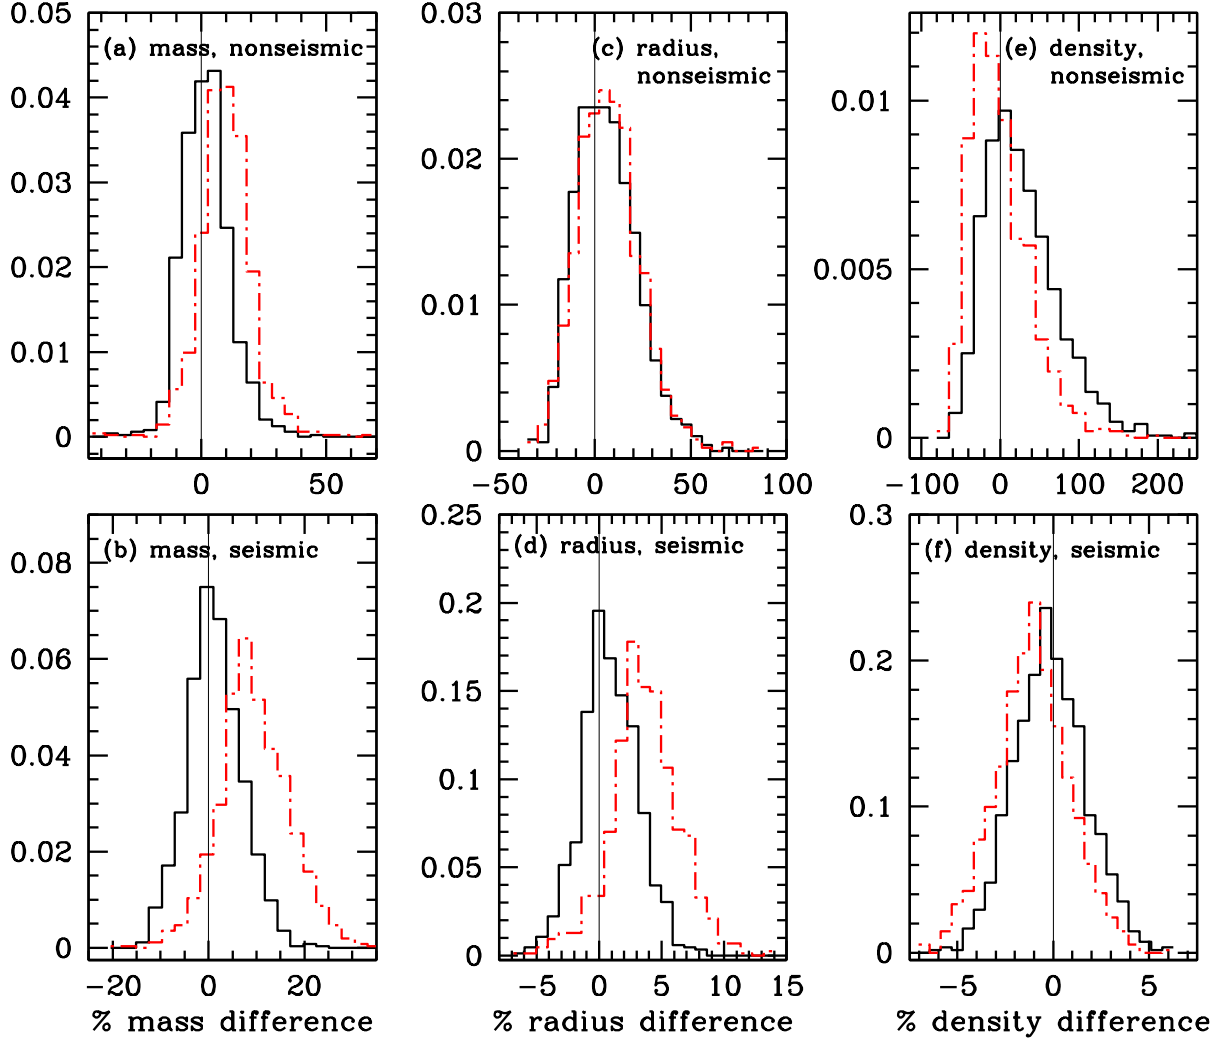 (a) mass, nonseismic
0.05
0.04
0.03
0.02
0.01
0
0 50
(c) radius,
nonseismic
0.03
0.02
0.01
0
−50 0 50 100
(e) density,
nonseismic
0.01
0.005
0
−100 0 100 200
(b) mass, seismic
0.08
0.06
0.04
0.02
0
−20 0 20
% mass difference
(d) radius, seismic
0.25
0.2
0.15
0.1
0.05
0
−5 0 5 10 15
% radius difference
(f) density, seismic
0.3
0.2
0.1
0
−5 0 5
% density difference